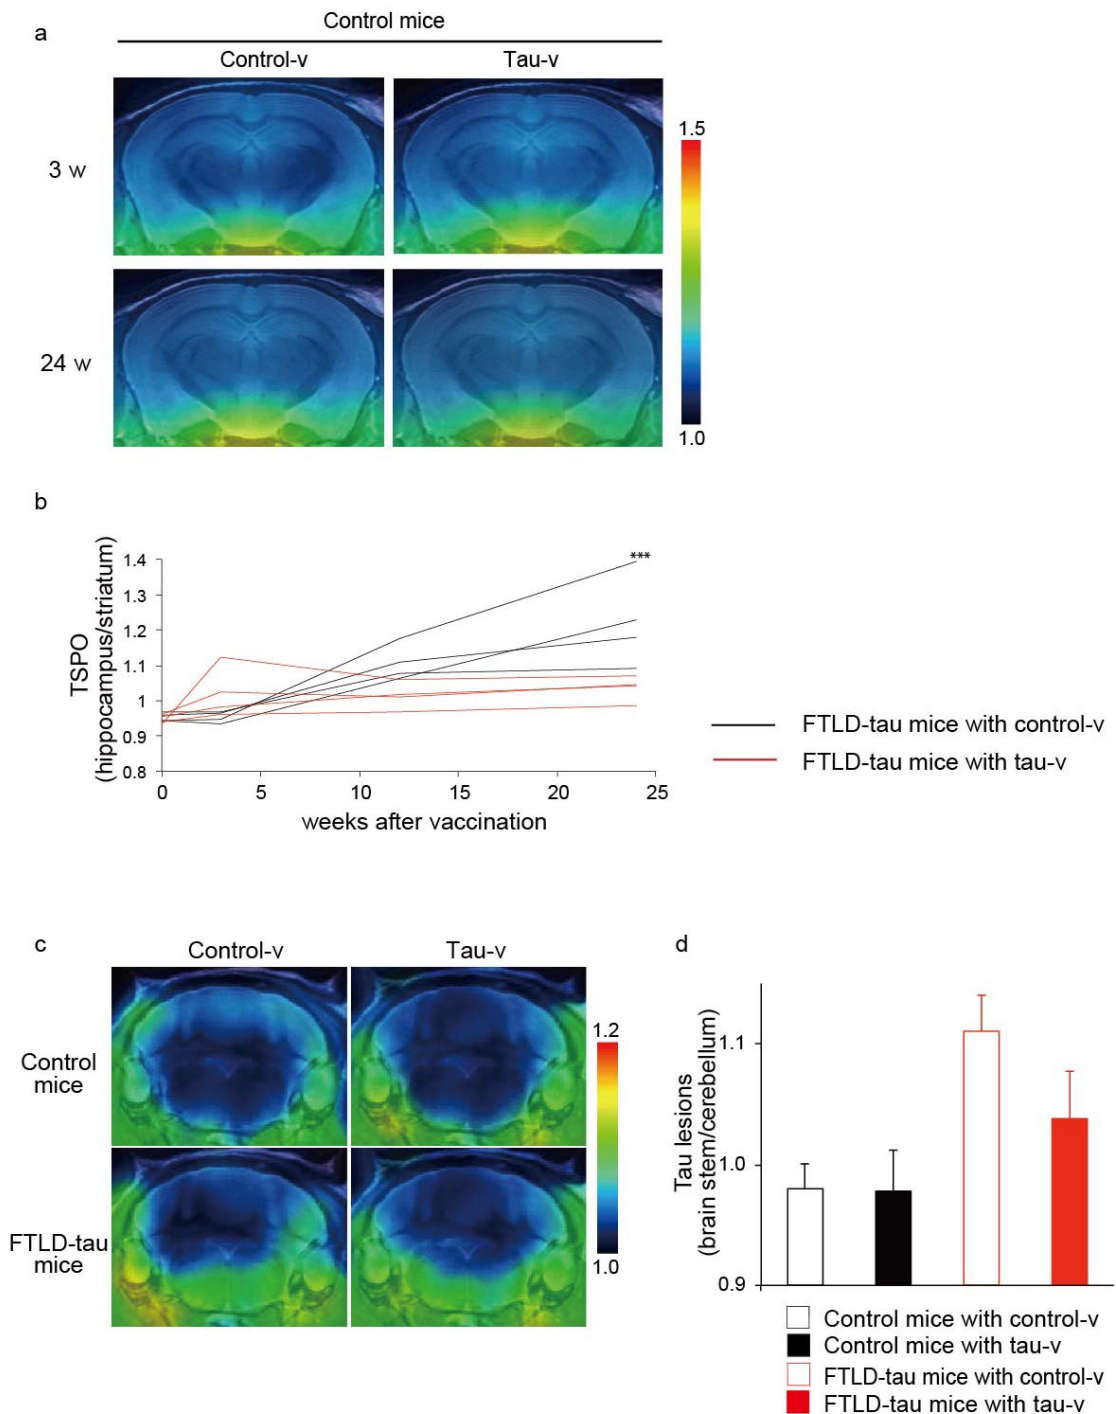 a
Control mice
Control-v
Tau-v
3 w
24 w
1.5
1.0
b
TSPO
(hippocampus/striatum)
1.4
1.3
1.2
1.1
1
0.9
0.8
0
5
10
15
20
25
***
weeks after vaccination
FTLD-tau mice with control-v
FTLD-tau mice with tau-v
c
Control-v
Tau-v
Control
mice
FTLD-tau
mice
1.2
1.0
d
Tau lesions
(brain stem/cerebellum)
1.1
1.0
0.9
Control mice with control-v
Control mice with tau-v
FTLD-tau mice with control-v
FTLD-tau mice with tau-v